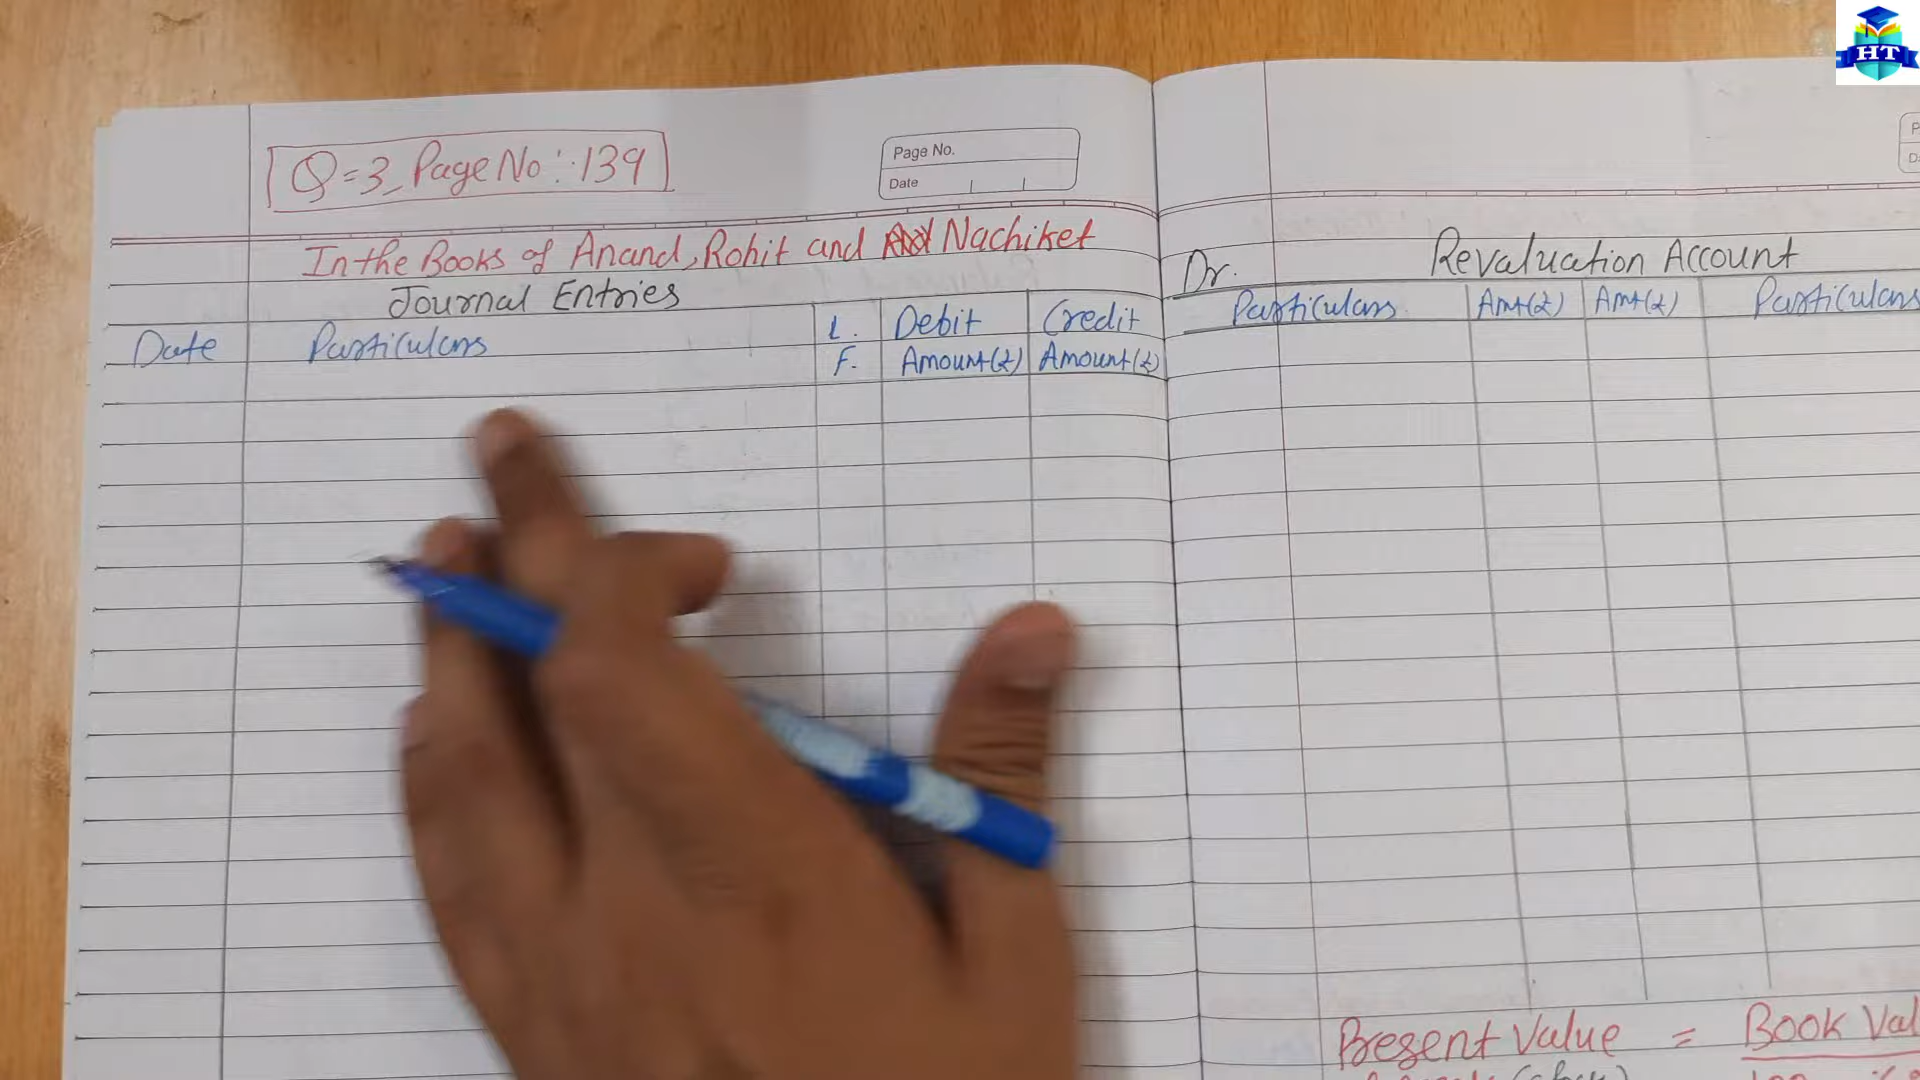 HT
Q=3, Page No:- 139
Page No.
Date
In the Books of Anand, Rohit and Nachiket
Journal Entries
Date Particulars L. F. Debit Amount(₹) Credit Amount(₹)
Dr. Revaluation Account
Particulars Amt(₹) Amt(₹) Particulars
Present Value = Book Val